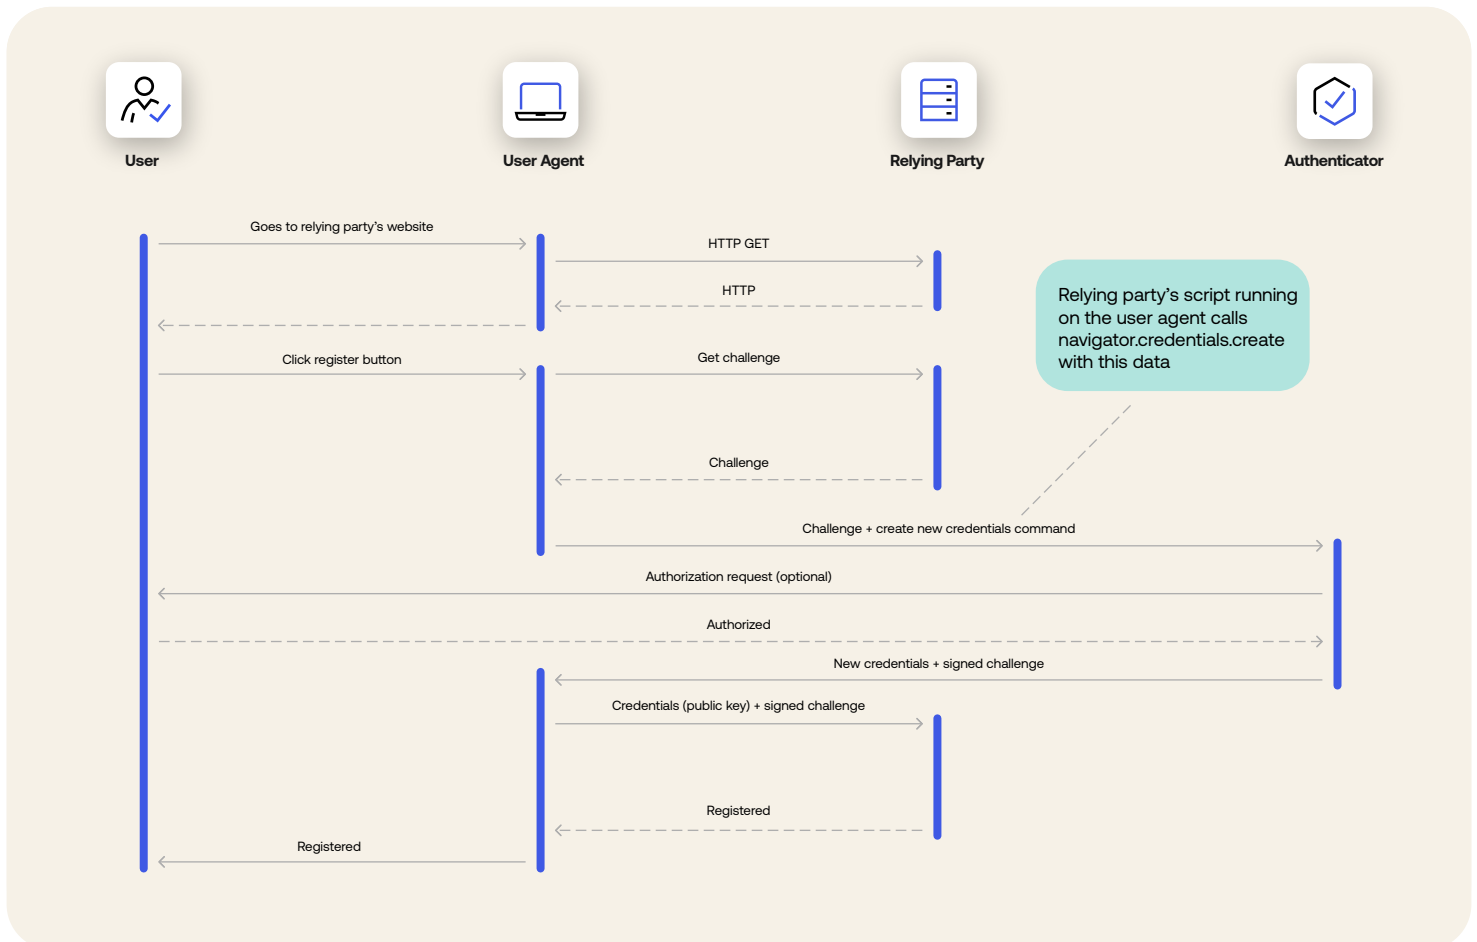 User
User Agent
Relying Party
Authenticator
Goes to relying party’s website
HTTP GET
HTTP
Relying party’s script running
on the user agent calls
navigator.credentials.create
with this data
Click register button
Get challenge
Challenge
Challenge + create new credentials command
Authorization request (optional)
Authorized
New credentials + signed challenge
Credentials (public key) + signed challenge
Registered
Registered